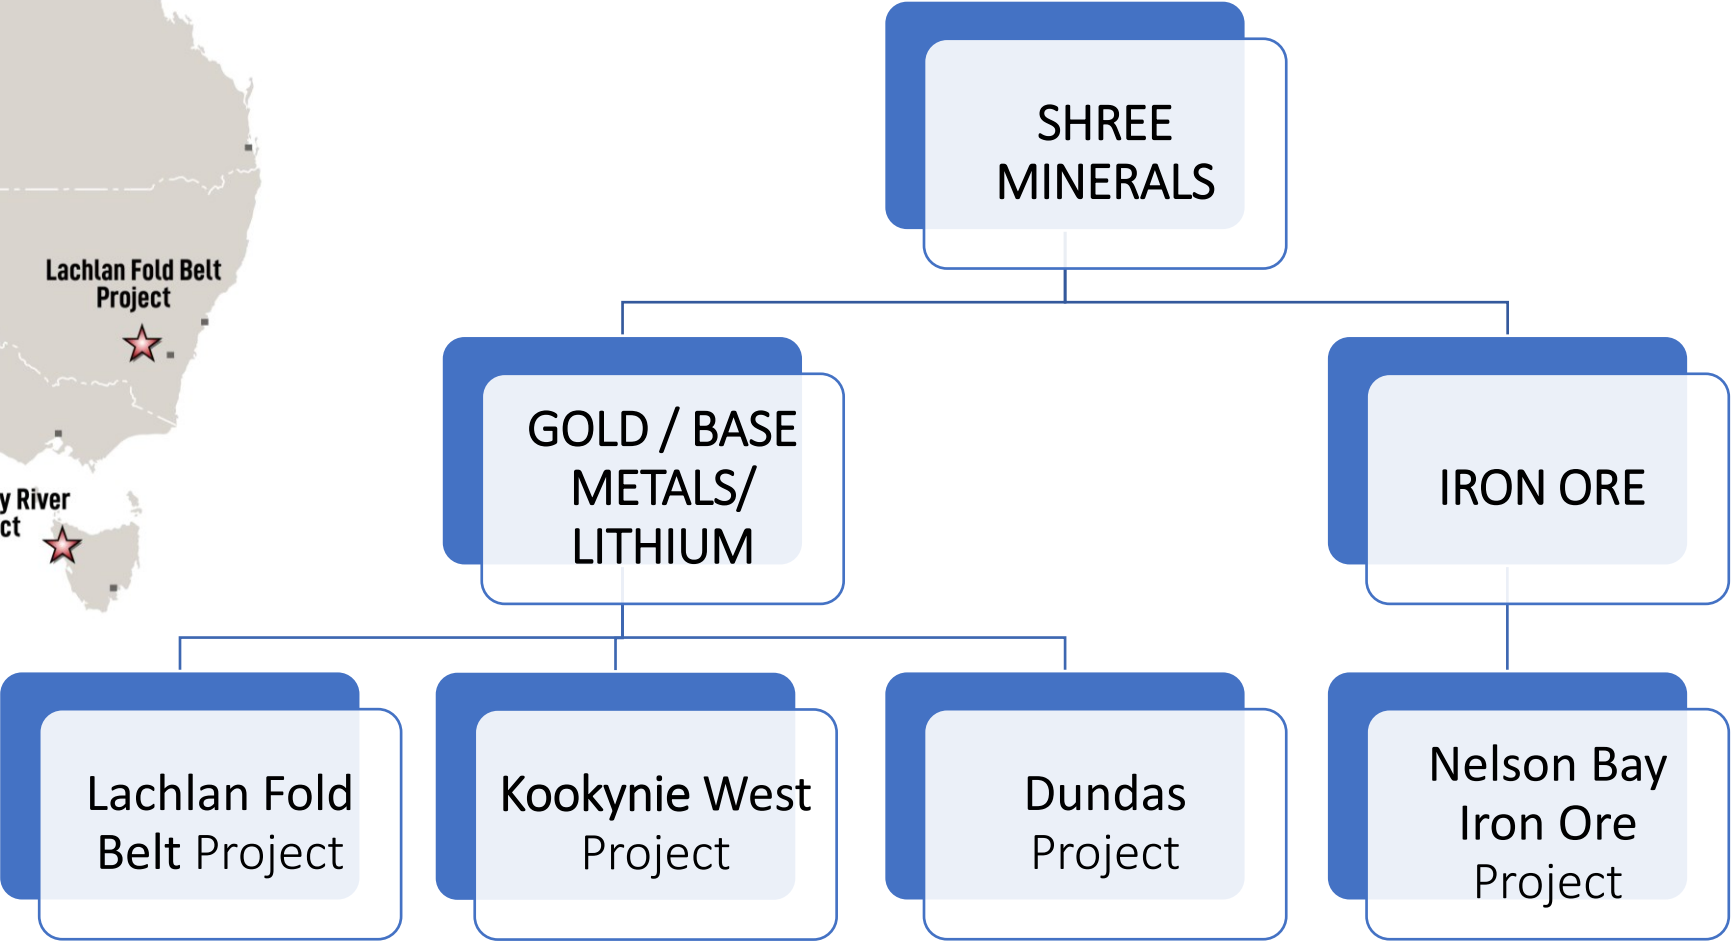 Lachlan Fold Belt
Project
y River
ct
SHREE
MINERALS
GOLD / BASE
METALS/
LITHIUM
IRON ORE
Lachlan Fold
Belt Project
Kookynie West
Project
Dundas
Project
Nelson Bay
Iron Ore
Project